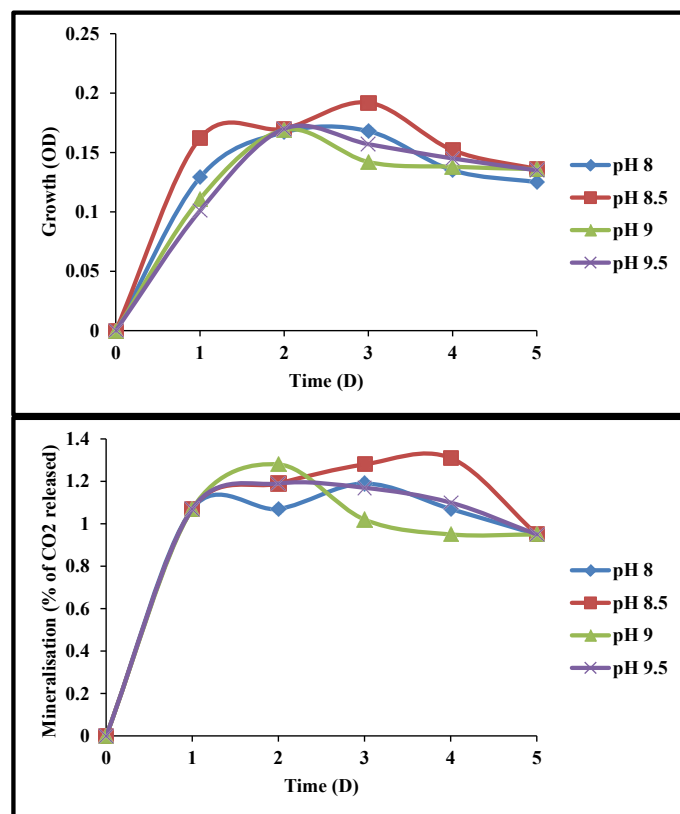 0.25
0.2
0.15
0.1
0.05
0
0 1 2 3 4 5
Growth (OD)
Time (D)
pH 8
pH 8.5
pH 9
pH 9.5
1.4
1.2
1
0.8
0.6
0.4
0.2
0
0 1 2 3 4 5
Mineralisation (% of CO2 released)
Time (D)
pH 8
pH 8.5
pH 9
pH 9.5